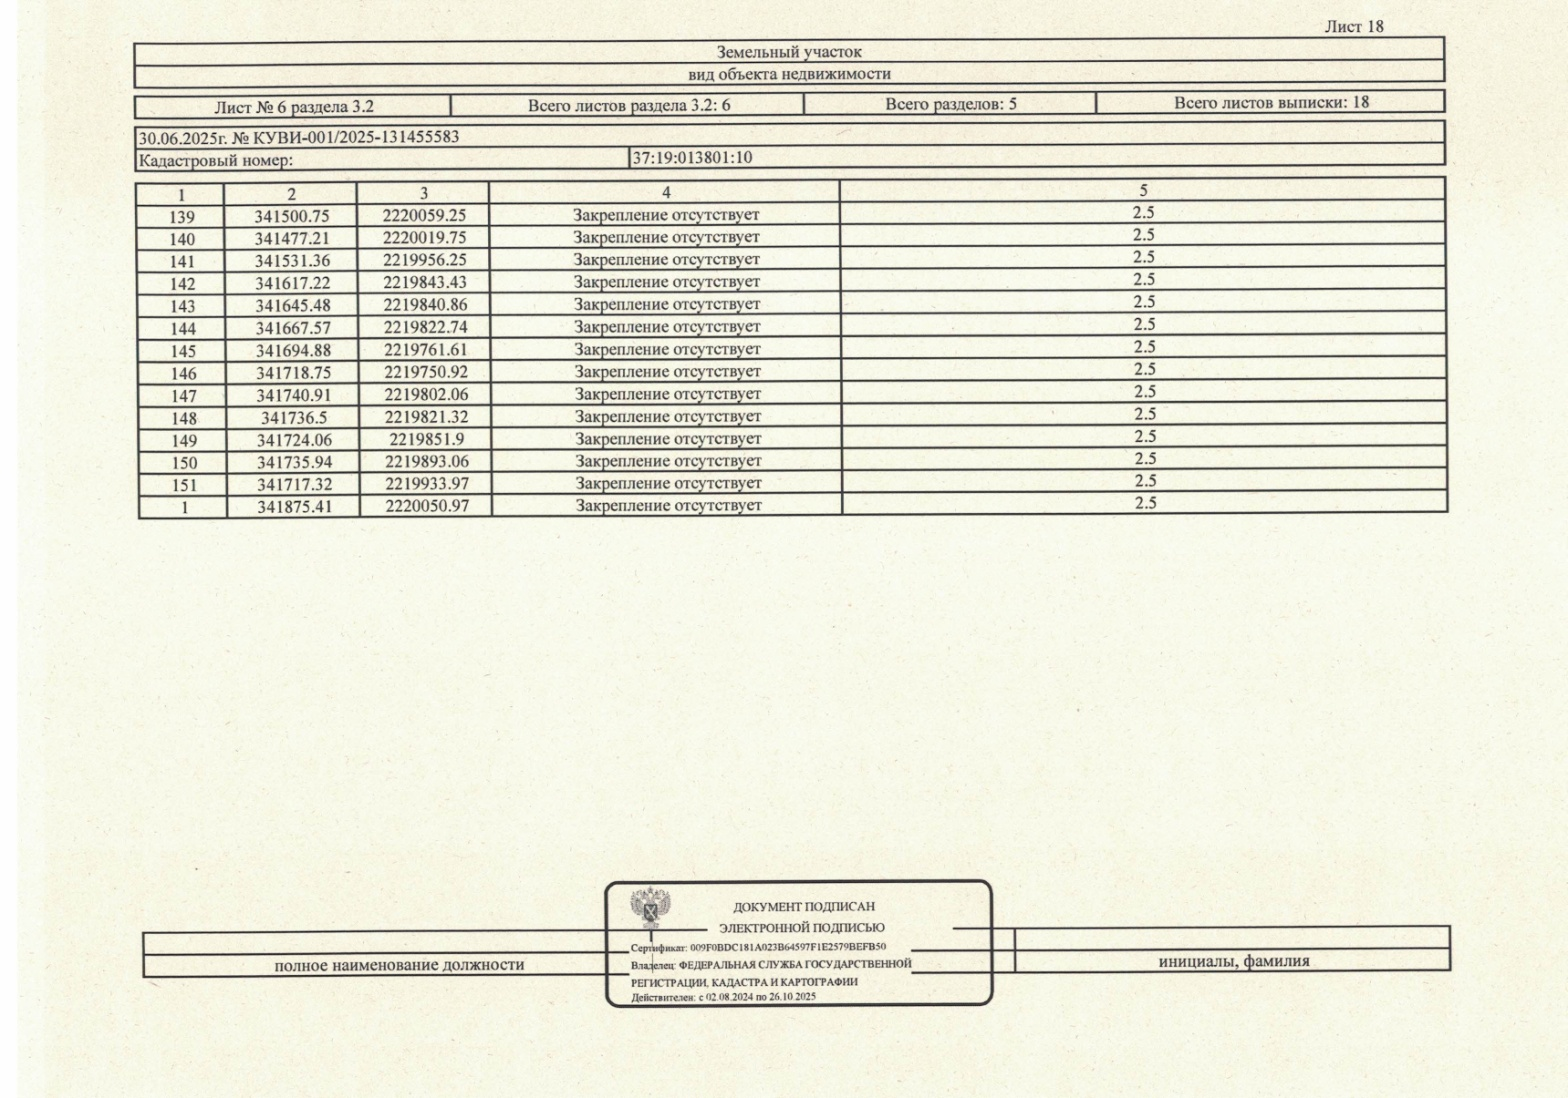 Лист 18
Земельный участок
вид объекта недвижимости
Лист № 6 раздела 3.2 Всего листов раздела 3.2: 6 Всего разделов: 5 Всего листов выписки: 18
30.06.2025г. № КУВИ-001/2025-131455583
Кадастровый номер: 37:19:013801:10
1 2 3 4 5
139 341500.75 2220059.25 Закрепление отсутствует 2.5
140 341477.21 2220019.75 Закрепление отсутствует 2.5
141 341531.36 2219956.25 Закрепление отсутствует 2.5
142 341617.22 2219843.43 Закрепление отсутствует 2.5
143 341645.48 2219840.86 Закрепление отсутствует 2.5
144 341667.57 2219822.74 Закрепление отсутствует 2.5
145 341694.88 2219761.61 Закрепление отсутствует 2.5
146 341718.75 2219750.92 Закрепление отсутствует 2.5
147 341740.91 2219802.06 Закрепление отсутствует 2.5
148 341736.5 2219821.32 Закрепление отсутствует 2.5
149 341724.06 2219851.9 Закрепление отсутствует 2.5
150 341735.94 2219893.06 Закрепление отсутствует 2.5
151 341717.32 2219933.97 Закрепление отсутствует 2.5
1 341875.41 2220050.97 Закрепление отсутствует 2.5
ДОКУМЕНТ ПОДПИСАН
ЭЛЕКТРОННОЙ ПОДПИСЬЮ
Сертификат: 009F0BDC181A023B64597F1E2579BEFB50
Владелец: ФЕДЕРАЛЬНАЯ СЛУЖБА ГОСУДАРСТВЕННОЙ
РЕГИСТРАЦИИ, КАДАСТРА И КАРТОГРАФИИ
Действителен: с 02.08.2024 по 26.10.2025
полное наименование должности
инициалы, фамилия